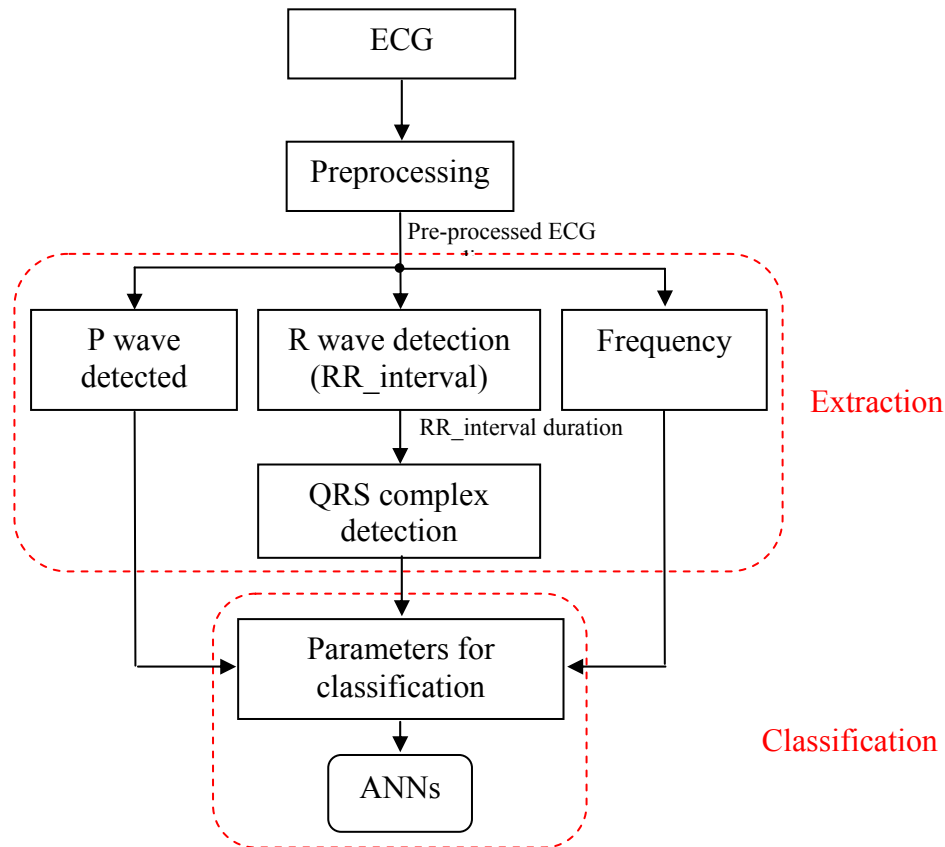 ECG
Preprocessing
Pre-processed ECG
P wave
detected
R wave detection
(RR_interval)
Frequency
Extraction
RR_interval duration
QRS complex
detection
Parameters for
classification
Classification
ANNs